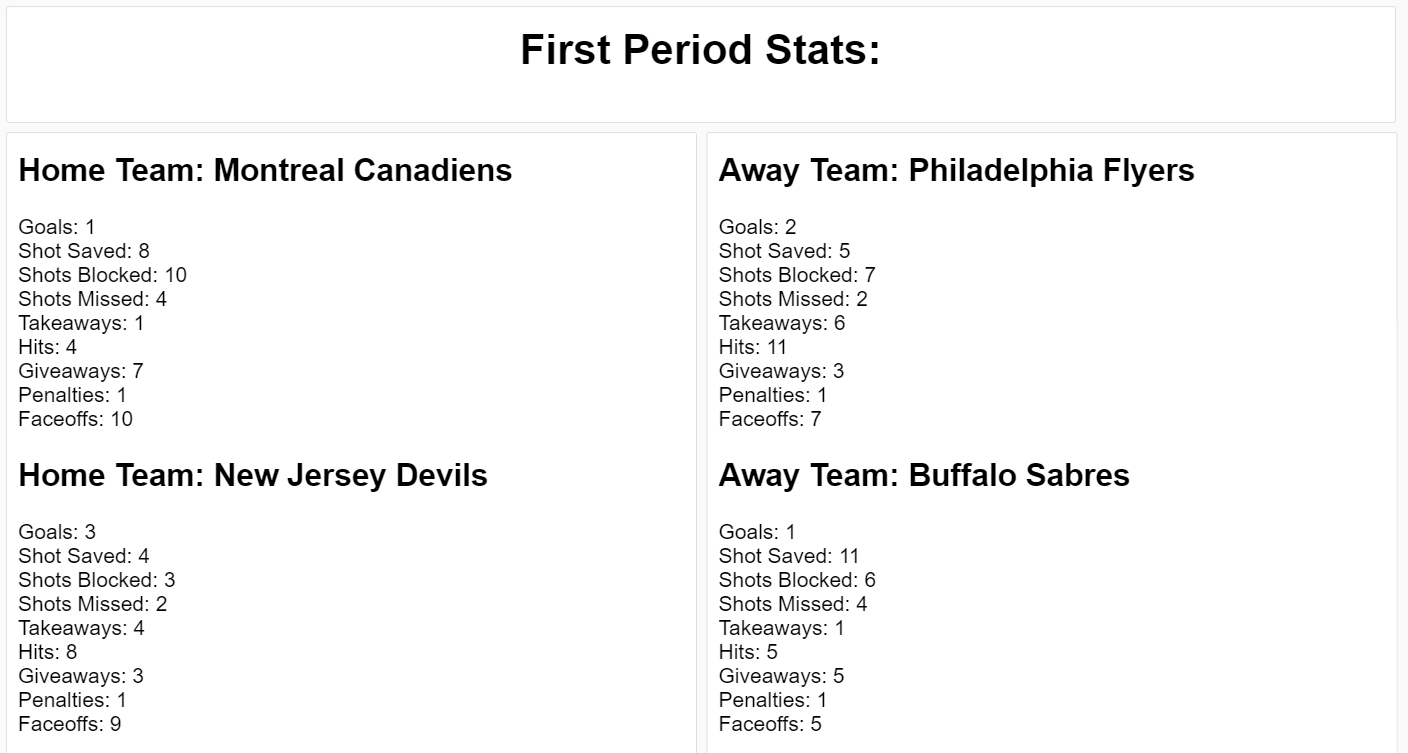 First Period Stats:
Home Team: Montreal Canadiens
Goals: 1
Shot Saved: 8
Shots Blocked: 10
Shots Missed: 4
Takeaways: 1
Hits: 4
Giveaways: 7
Penalties: 1
Faceoffs: 10
Home Team: New Jersey Devils
Goals: 3
Shot Saved: 4
Shots Blocked: 3
Shots Missed: 2
Takeaways: 4
Hits: 8
Giveaways: 3
Penalties: 1
Faceoffs: 9
Away Team: Philadelphia Flyers
Goals: 2
Shot Saved: 5
Shots Blocked: 7
Shots Missed: 2
Takeaways: 6
Hits: 11
Giveaways: 3
Penalties: 1
Faceoffs: 7
Away Team: Buffalo Sabres
Goals: 1
Shot Saved: 11
Shots Blocked: 6
Shots Missed: 4
Takeaways: 1
Hits: 5
Giveaways: 5
Penalties: 1
Faceoffs: 5